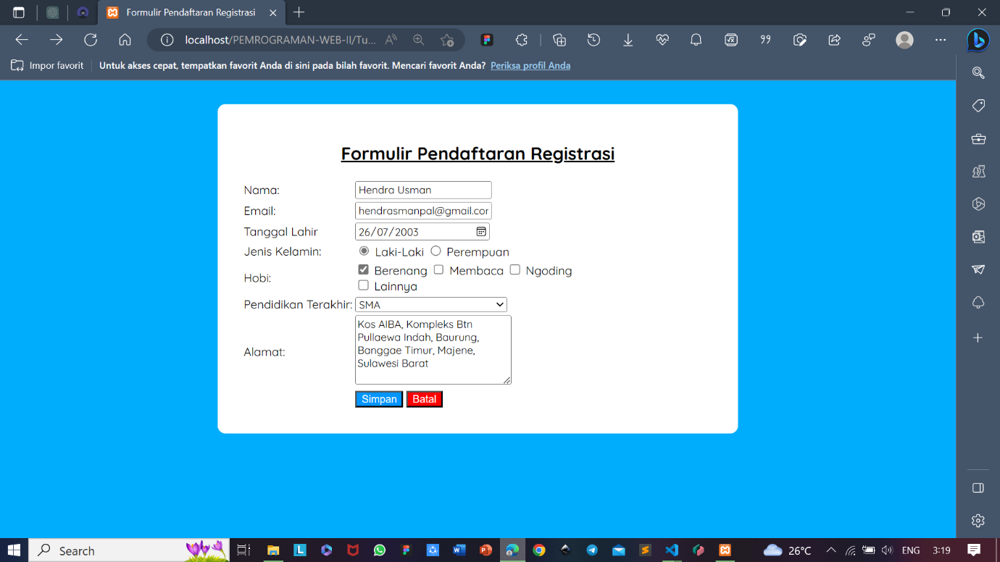 Formulir Pendaftaran Registrasi
localhost/PEMROGRAMAN-WEB-II/Tu...
Impor favorit
Untuk akses cepat, tempatkan favorit Anda di sini pada bilah favorit. Mencari favorit Anda? Periksa profil Anda
Formulir Pendaftaran Registrasi
Nama: Hendra Usman
Email: hendrasmanpal@gmail.cor
Tanggal Lahir 26/07/2003
Jenis Kelamin: Laki-Laki Perempuan
Hobi: Berenang Membaca Ngoding
Lainnya
Pendidikan Terakhir: SMA
Alamat: Kos AIBA, Kompleks Btn
Pullaewa Indah, Baurung,
Banggae Timur, Majene,
Sulawesi Barat
Simpan Batal
Search 26°C ENG 3:19